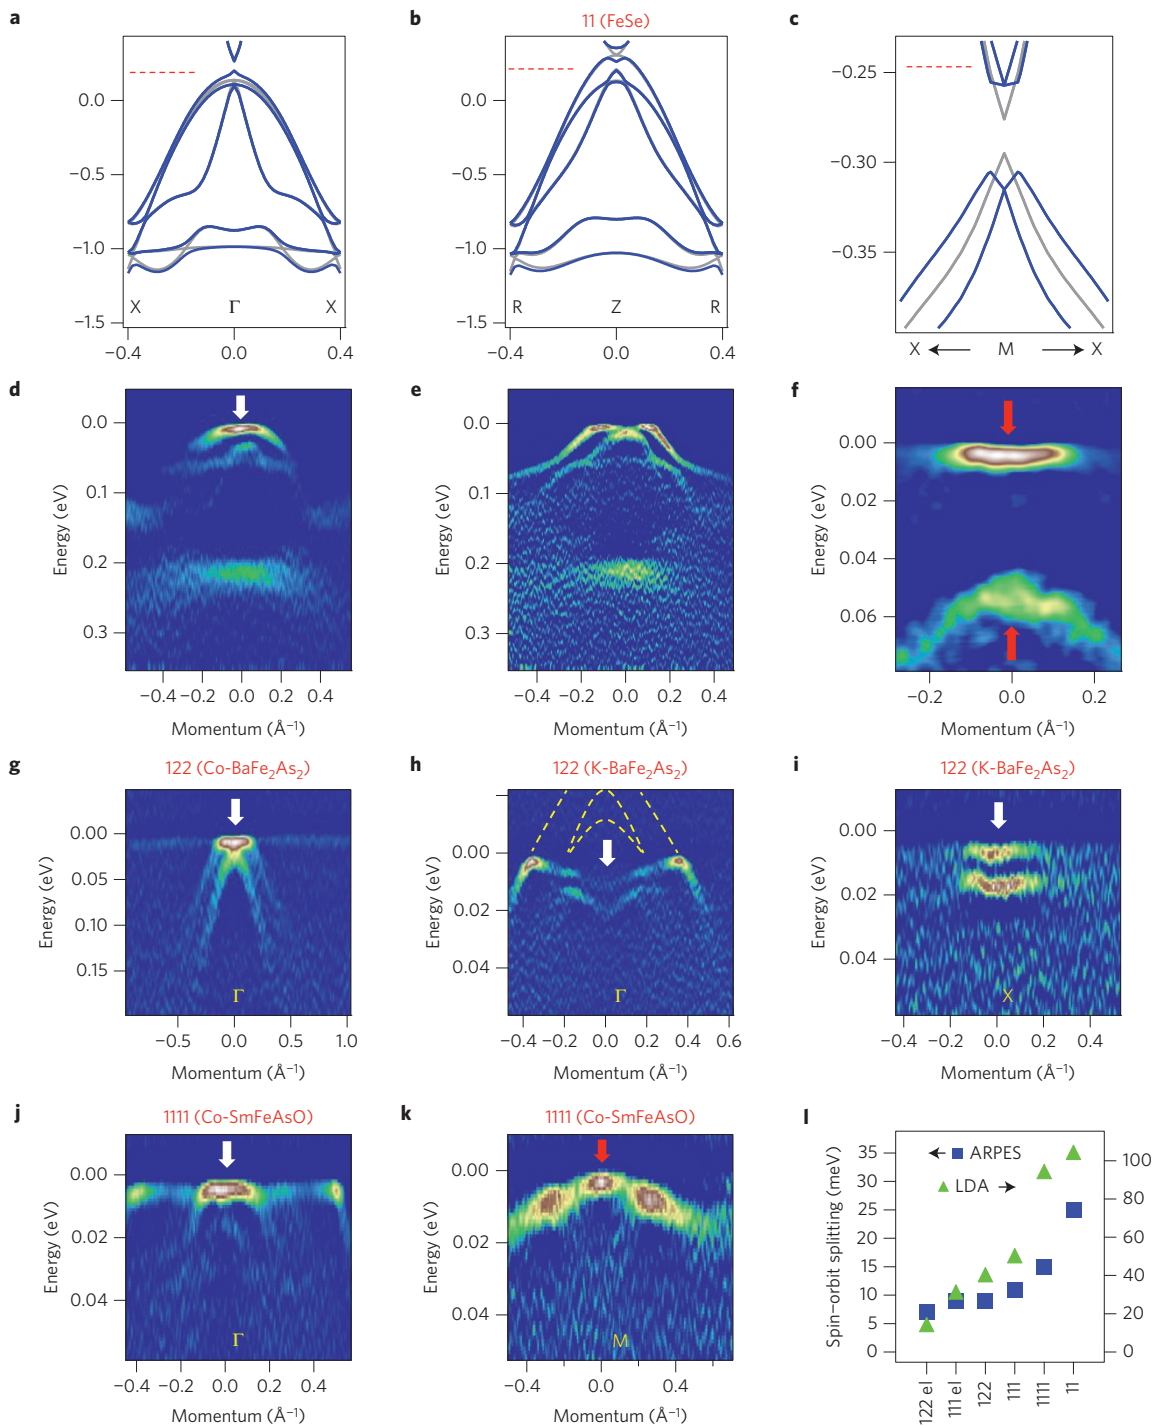 a
0.0
−0.5
−1.0
−1.5
X Γ X
−0.4 0.0 0.4
b
11 (FeSe)
0.0
−0.5
−1.0
−1.5
R Z R
−0.4 0.0 0.4
c
−0.25
−0.30
−0.35
X ← M → X
d
0.0
0.1
0.2
0.3
Energy (eV)
−0.4 −0.2 0.0 0.2 0.4
Momentum (Å−1)
e
0.0
0.1
0.2
0.3
Energy (eV)
−0.4 −0.2 0.0 0.2 0.4
Momentum (Å−1)
f
0.00
0.02
0.04
0.06
Energy (eV)
−0.2 0.0 0.2
Momentum (Å−1)
g
122 (Co-BaFe2As2)
0.00
0.05
0.10
0.15
Energy (eV)
Γ
−0.5 0.0 0.5 1.0
Momentum (Å−1)
h
122 (K-BaFe2As2)
0.00
0.02
0.04
Energy (eV)
Γ
−0.4 −0.2 0.0 0.2 0.4 0.6
Momentum (Å−1)
i
122 (K-BaFe2As2)
0.00
0.02
0.04
Energy (eV)
X
−0.4 −0.2 0.0 0.2 0.4
Momentum (Å−1)
j
1111 (Co-SmFeAsO)
0.00
0.02
0.04
Energy (eV)
Γ
−0.4 −0.2 0.0 0.2 0.4
Momentum (Å−1)
k
1111 (Co-SmFeAsO)
0.00
0.02
0.04
Energy (eV)
M
−0.4 0.0 0.4
Momentum (Å−1)
l
Spin−orbit splitting (meV)
35
30
25
20
15
10
5
0
← ARPES
LDA →
100
80
60
40
20
0
122 el
111 el
122
111
1111
11